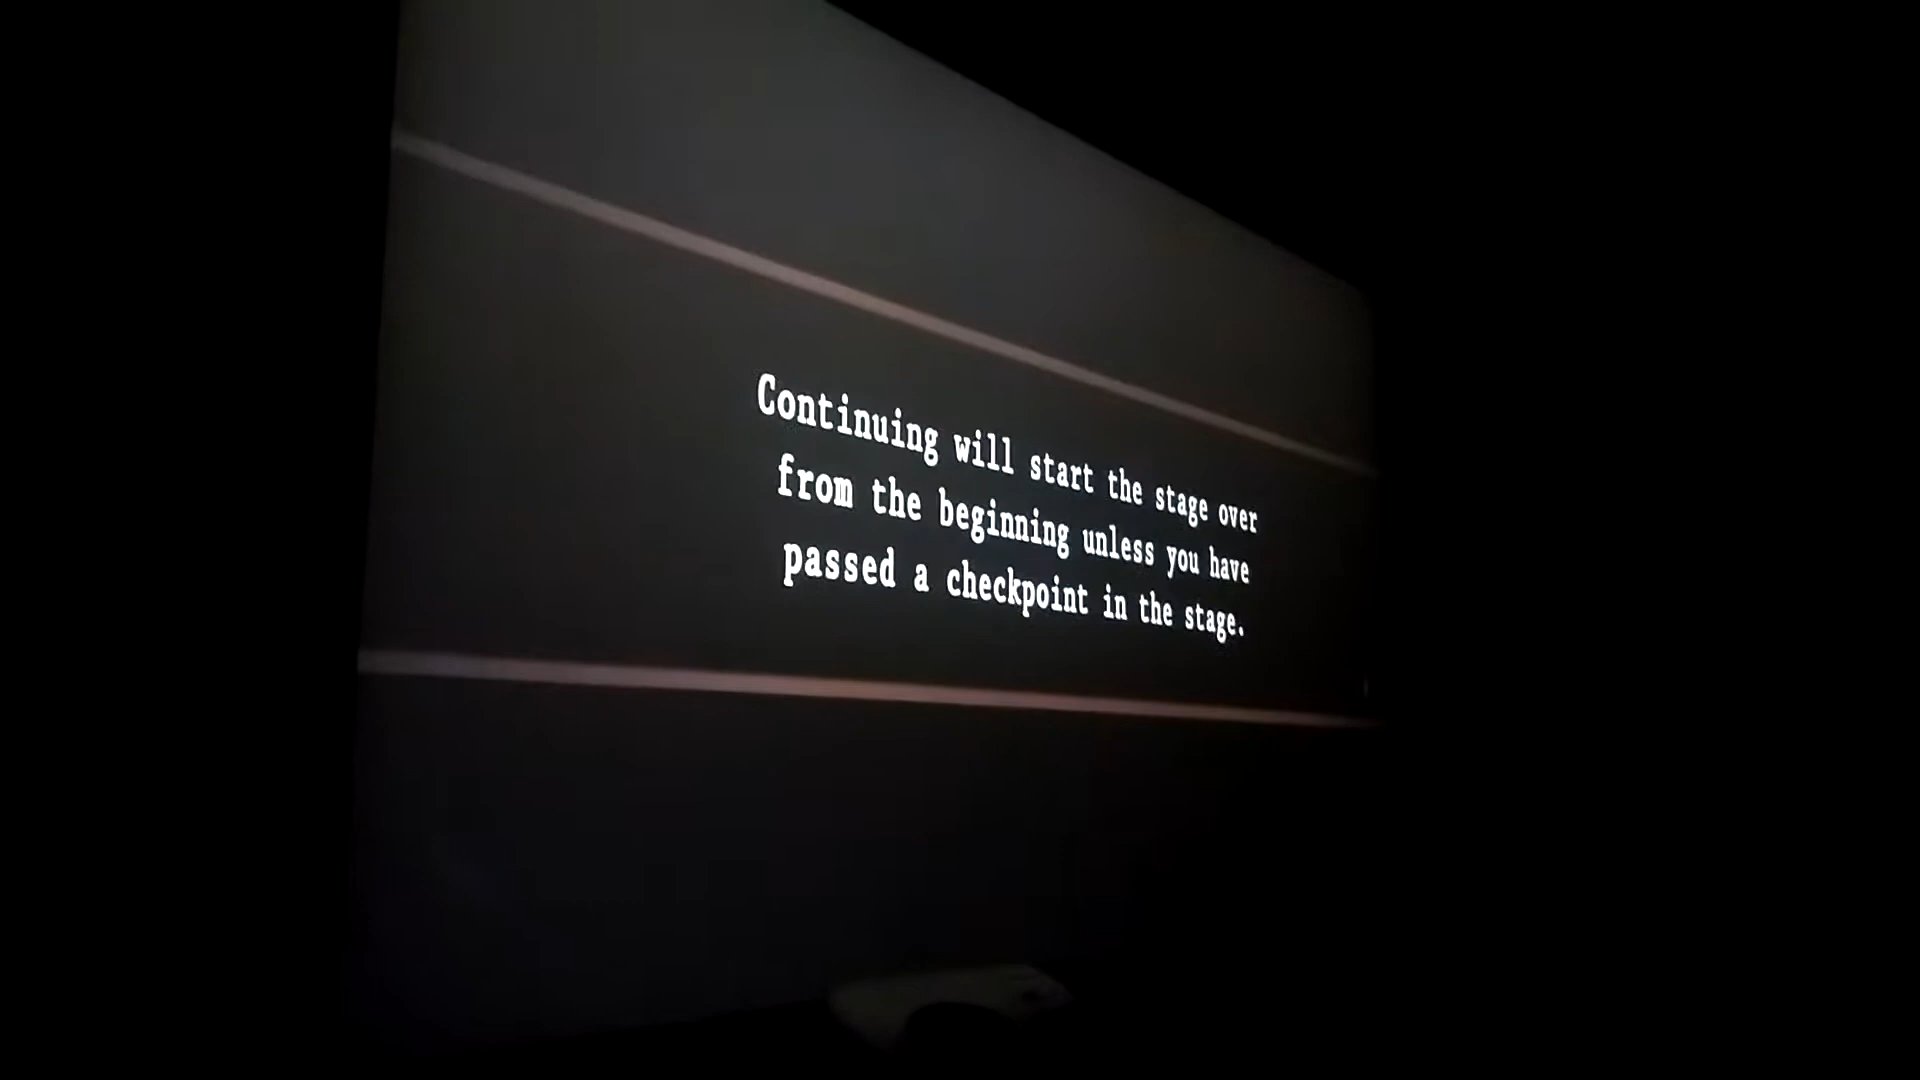 Continuing will start the stage over
from the beginning unless you have
passed a checkpoint in the stage.